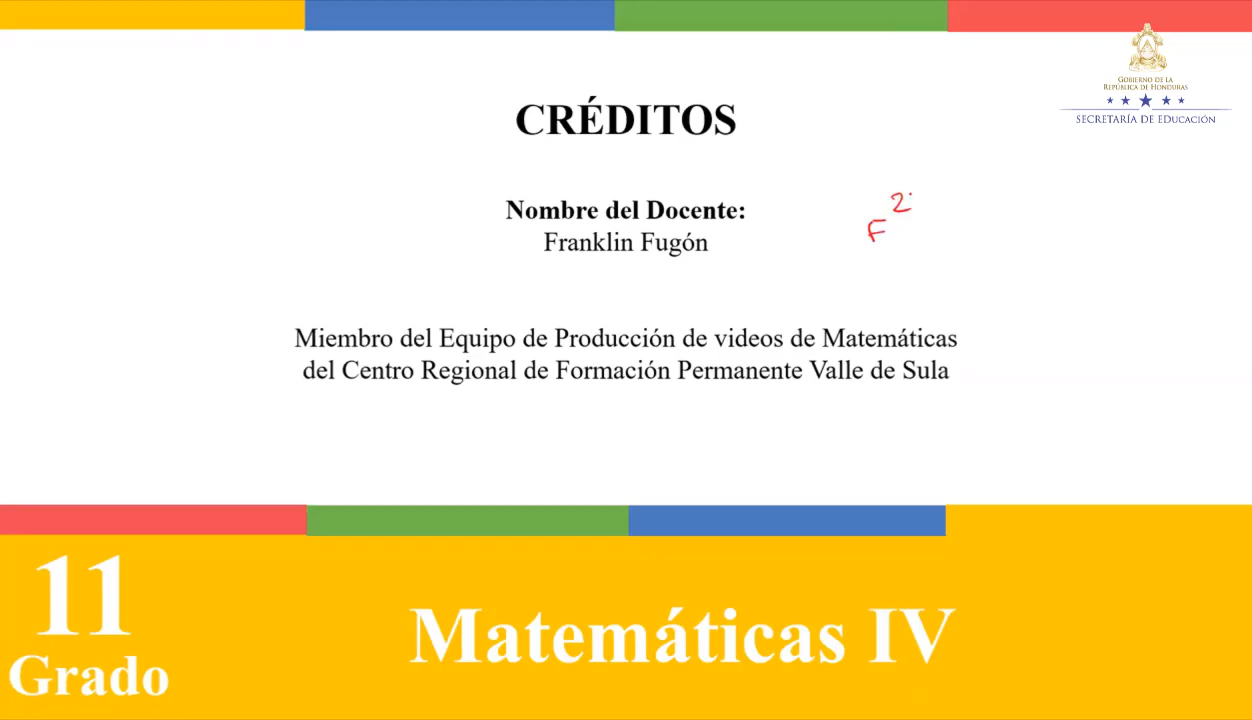 GOBIERNO DE LA
REPÚBLICA DE HONDURAS
SECRETARÍA DE EDUCACIÓN
CRÉDITOS
Nombre del Docente:
Franklin Fugón
F²
Miembro del Equipo de Producción de videos de Matemáticas
del Centro Regional de Formación Permanente Valle de Sula
11
Grado
Matemáticas IV